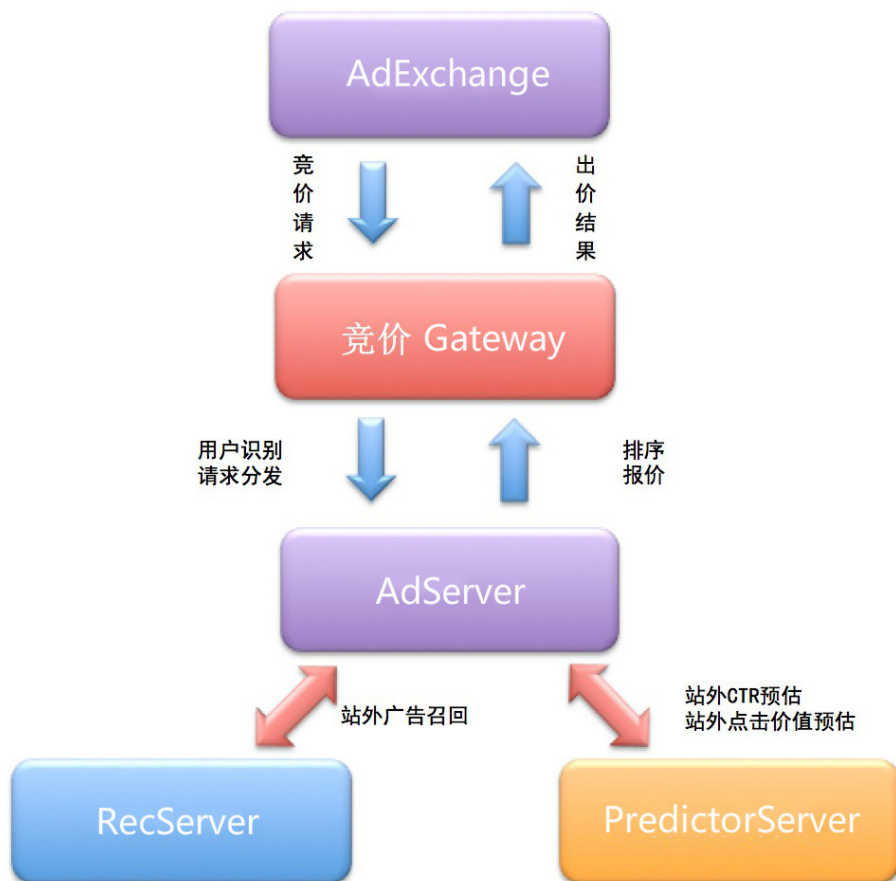 AdExchange
竞价请求
出价结果
竞价 Gateway
用户识别
请求分发
排序
报价
AdServer
站外广告召回
站外CTR预估
站外点击价值预估
RecServer
PredictorServer